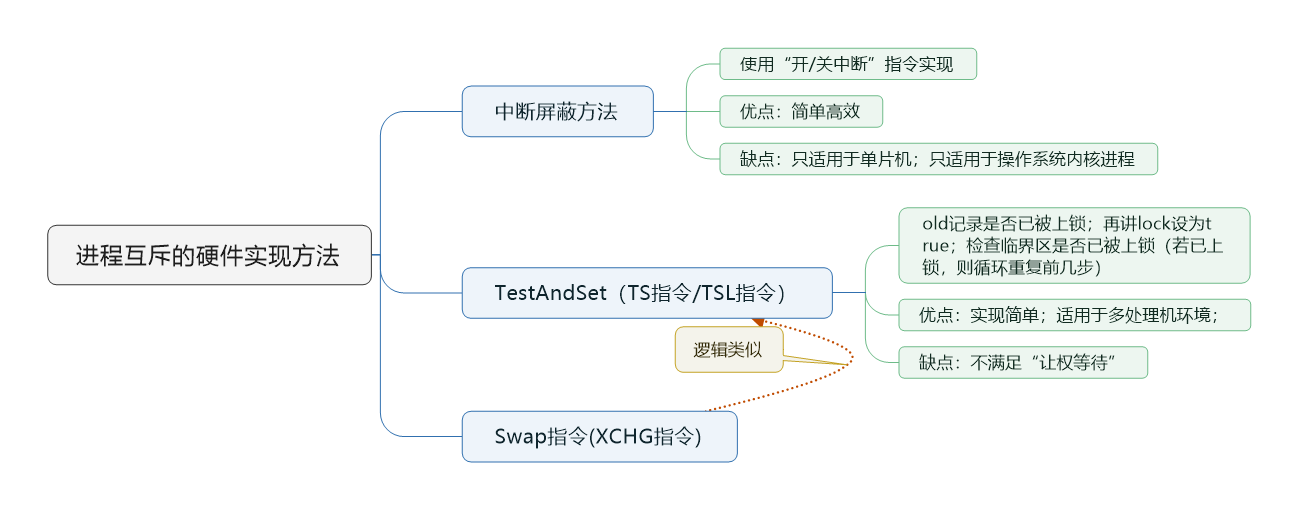 进程互斥的硬件实现方法
中断屏蔽方法
使用“开/关中断”指令实现
优点：简单高效
缺点：只适用于单片机；只适用于操作系统内核进程
TestAndSet（TS指令/TSL指令）
old记录是否已被上锁；再讲lock设为t
rue；检查临界区是否已被上锁（若已上
锁，则循环重复前几步）
优点：实现简单；适用于多处理机环境；
缺点：不满足“让权等待”
逻辑类似
Swap指令(XCHG指令)